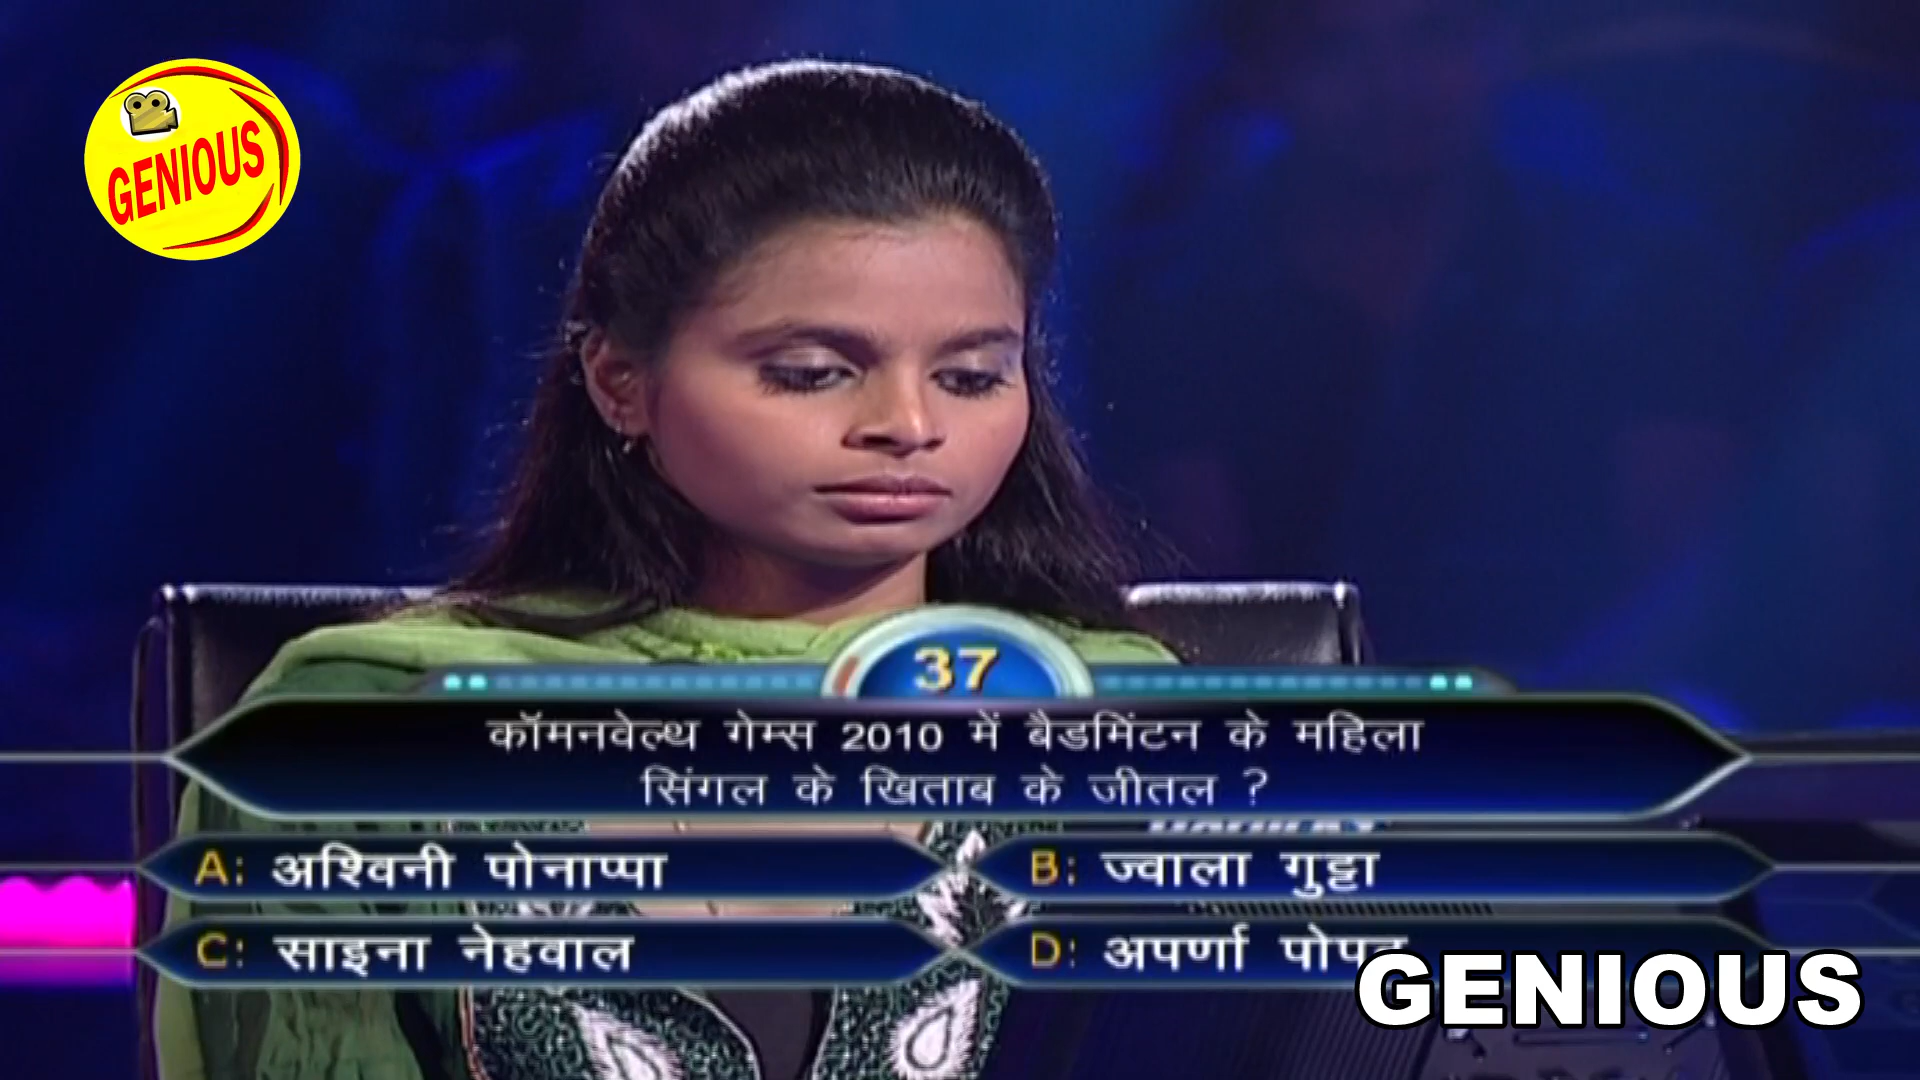 GENIOUS
37
कॉमनवेल्थ गेम्स 2010 में बैडमिंटन के महिला
सिंगल के खिताब के जीतल ?
A: अश्विनी पोनाप्पा
B: ज्वाला गुट्टा
C: साइना नेहवाल
D: अपर्णा
GENIOUS